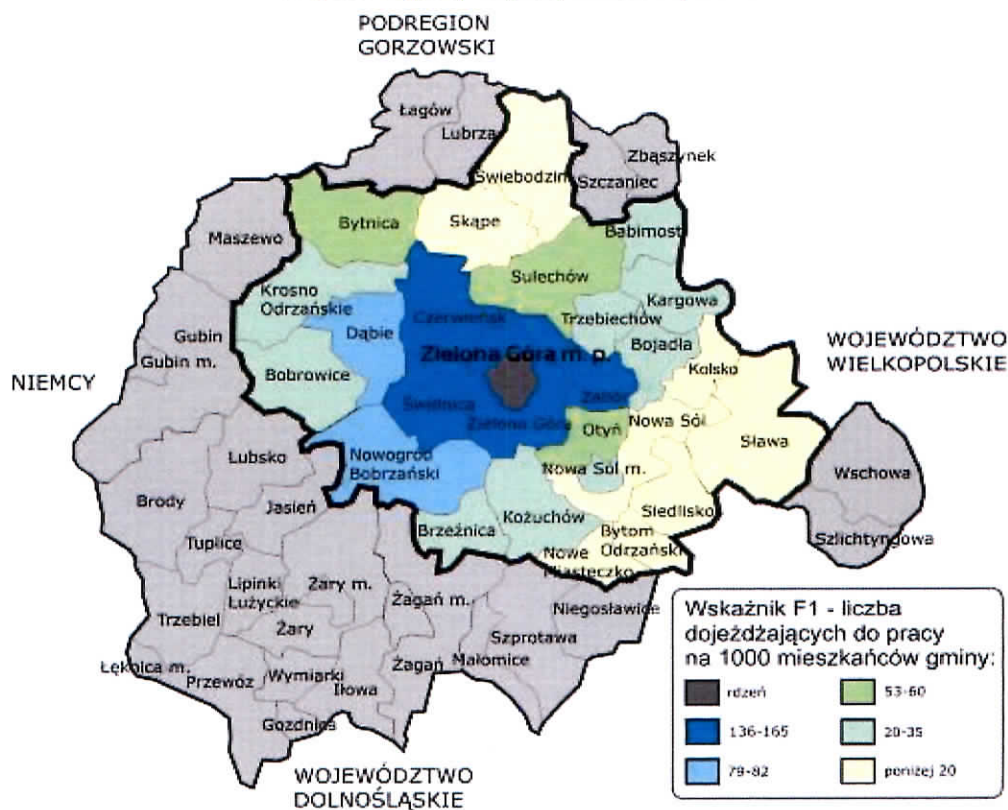 PODREGION
GORZOWSKI
Łagów
Lubrza
Zbąszynek
Szczaniec
Świebodzin
Skąpe
Bytnica
Babimost
Maszewo
Sulechów
Krosno
Odrzańskie
Kargowa
Czerwieńsk
Trzebiechów
Gubin
Dąbie
Bojadła
WOJEWÓDZTWO
WIELKOPOLSKIE
Gubin m.
Zielona Góra m. p.
NIEMCY
Bobrowice
Kolsko
Świdnica
Zabór
Zielona Góra
Otyń
Nowa Sól
Sława
Nowogród
Bobrzański
Nowa Sól m.
Lubsko
Wschowa
Brody
Jasień
Siedlisko
Brzeźnica
Kożuchów
Bytom
Odrzański
Szlichtyngowa
Tuplice
Nowe
Miasteczko
Lipinki
Łużyckie
Żary m.
Żagań m.
Niegosławice
Trzebiel
Żary
Szprotawa
Łęknica m.
Przewóz
Wymiarki
Iłowa
Żagań
Małomice
Gozdnica
WOJEWÓDZTWO
DOLNOŚLĄSKIE
Wskaźnik F1 - liczba
dojeżdżających do pracy
na 1000 mieszkańców gminy:
rdzeń
53-60
136-165
20-35
79-82
poniżej 20